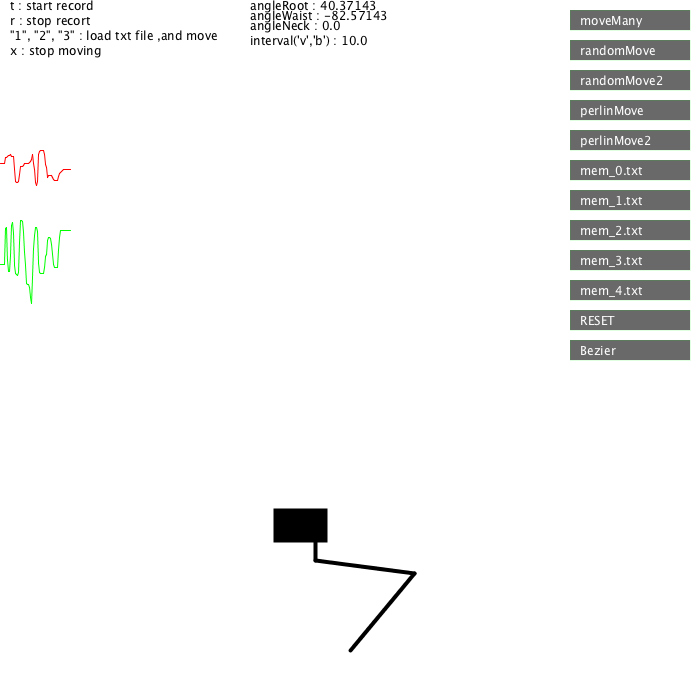 t : start record
r : stop recort
"1", "2", "3" : load txt file ,and move
x : stop moving
angleRoot : 40.37143
angleWaist : -82.57143
angleNeck : 0.0
interval('v','b') : 10.0
moveMany
randomMove
randomMove2
perlinMove
perlinMove2
mem_0.txt
mem_1.txt
mem_2.txt
mem_3.txt
mem_4.txt
RESET
Bezier